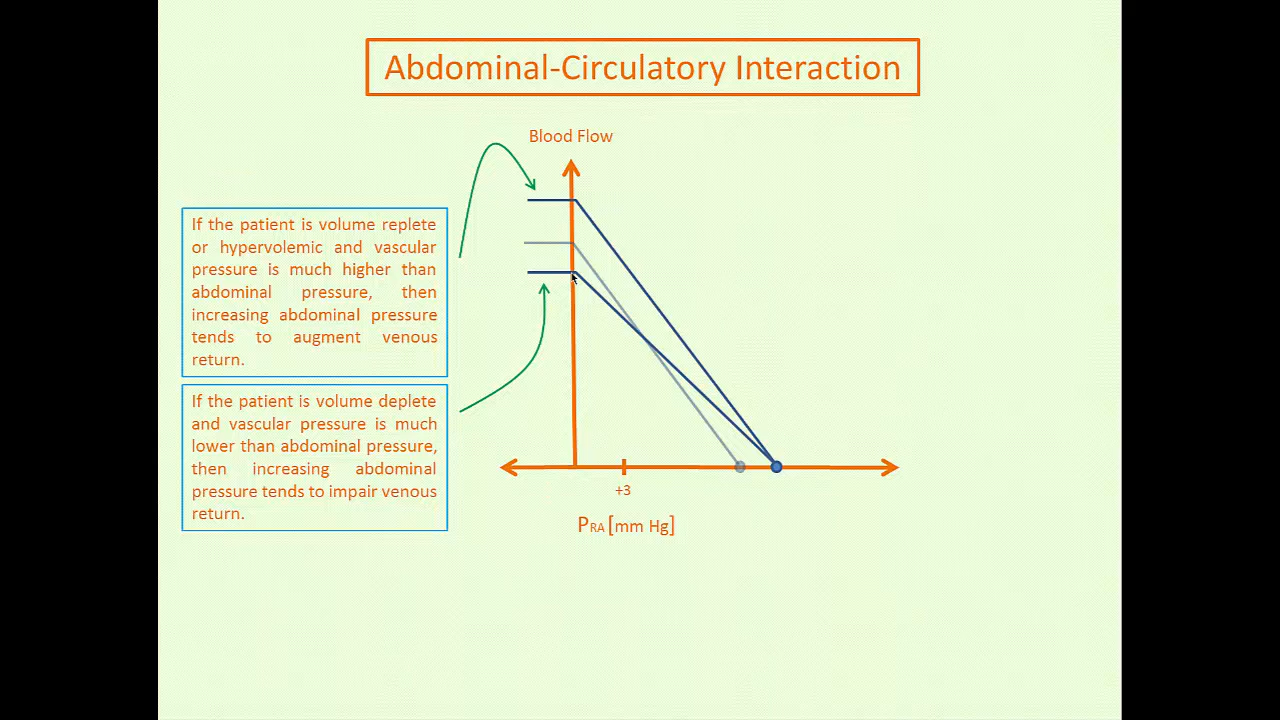 Abdominal-Circulatory Interaction
Blood Flow
If the patient is volume replete
or hypervolemic and vascular
pressure is much higher than
abdominal pressure, then
increasing abdominal pressure
tends to augment venous
return.
If the patient is volume deplete
and vascular pressure is much
lower than abdominal pressure,
then increasing abdominal
pressure tends to impair venous
return.
+3
PRA [mm Hg]